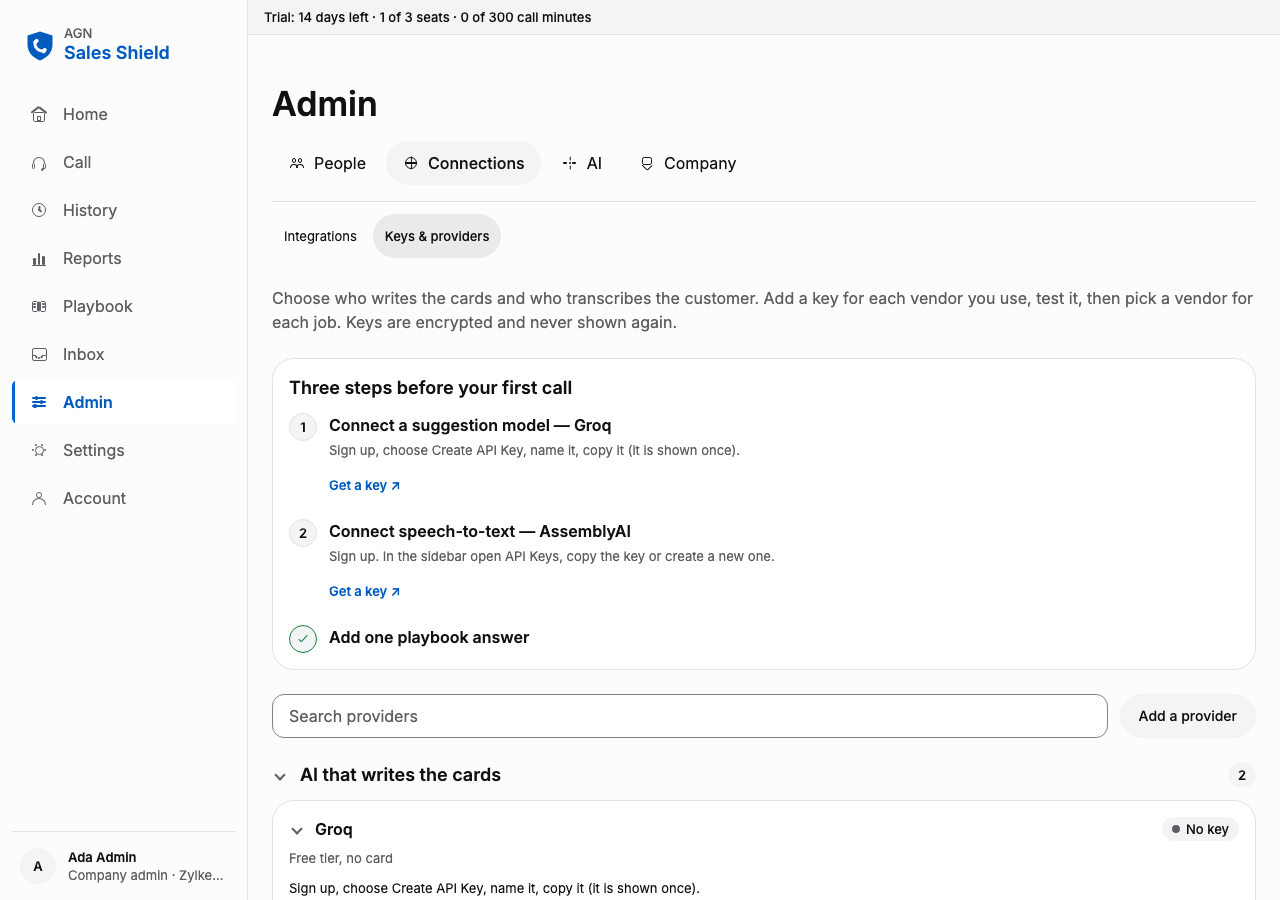 Trial: 14 days left · 1 of 3 seats · 0 of 300 call minutes
AGN
Sales Shield
Home
Call
History
Reports
Playbook
Inbox
Admin
Settings
Account
Ada Admin
Company admin · Zylke...
Admin
People
Connections
AI
Company
Integrations
Keys & providers
Choose who writes the cards and who transcribes the customer. Add a key for each vendor you use, test it, then pick a vendor for
each job. Keys are encrypted and never shown again.
Three steps before your first call
1
Connect a suggestion model — Groq
Sign up, choose Create API Key, name it, copy it (it is shown once).
Get a key ↗
2
Connect speech-to-text — AssemblyAI
Sign up. In the sidebar open API Keys, copy the key or create a new one.
Get a key ↗
Add one playbook answer
Search providers
Add a provider
AI that writes the cards
2
Groq
No key
Free tier, no card
Sign up, choose Create API Key, name it, copy it (it is shown once).
A